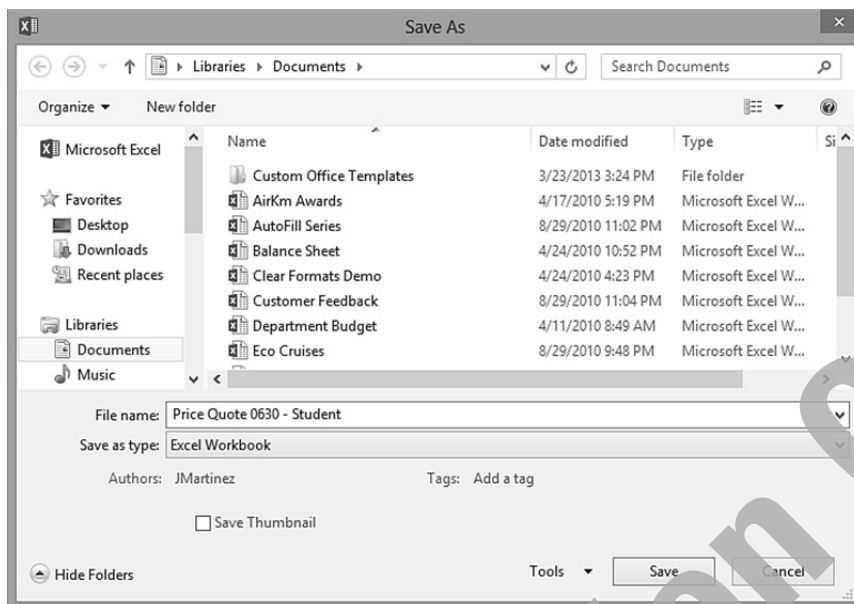 Save As
Libraries Documents Search Documents
Organize New folder
Microsoft Excel
Favorites
Desktop
Downloads
Recent places
Libraries
Documents
Music
Name Date modified Type Si
Custom Office Templates 3/23/2013 3:24 PM File folder
AirKm Awards 4/17/2010 5:19 PM Microsoft Excel W...
AutoFill Series 8/29/2010 11:02 PM Microsoft Excel W...
Balance Sheet 4/24/2010 10:52 PM Microsoft Excel W...
Clear Formats Demo 4/24/2010 4:23 PM Microsoft Excel W...
Customer Feedback 8/29/2010 11:04 PM Microsoft Excel W...
Department Budget 4/11/2010 8:49 AM Microsoft Excel W...
Eco Cruises 8/29/2010 9:48 PM Microsoft Excel W...
File name: Price Quote 0630 - Student
Save as type: Excel Workbook
Authors: JMartinez Tags: Add a tag
Save Thumbnail
Hide Folders Tools Save Cancel